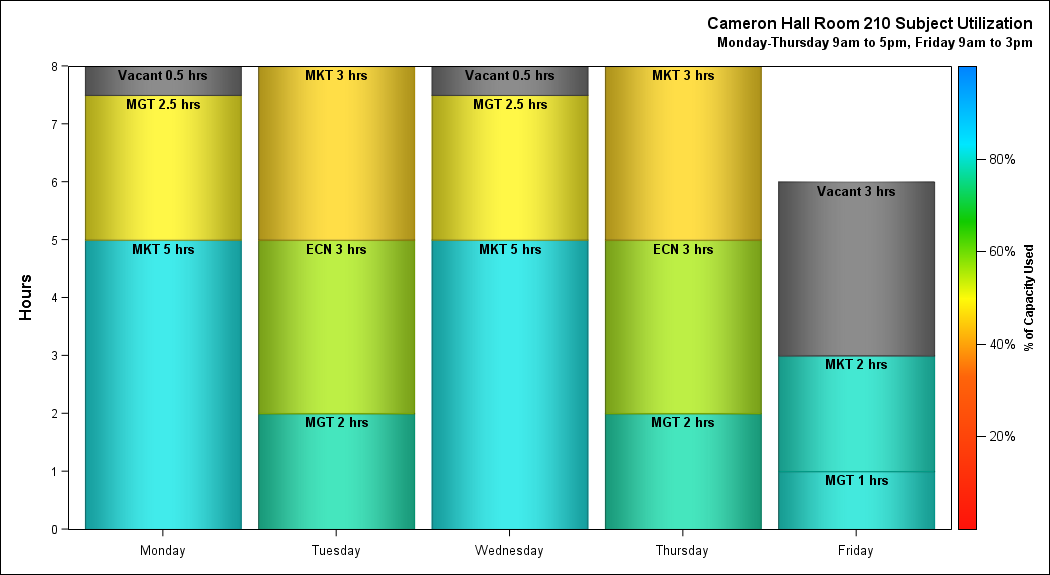 Cameron Hall Room 210 Subject Utilization
Monday-Thursday 9am to 5pm, Friday 9am to 3pm
Hours
8
7
6
5
4
3
2
1
0
Vacant 0.5 hrs
MGT 2.5 hrs
MKT 5 hrs
MKT 3 hrs
ECN 3 hrs
MGT 2 hrs
Vacant 0.5 hrs
MGT 2.5 hrs
MKT 5 hrs
MKT 3 hrs
ECN 3 hrs
MGT 2 hrs
Vacant 3 hrs
MKT 2 hrs
MGT 1 hrs
Monday
Tuesday
Wednesday
Thursday
Friday
80%
60%
40%
20%
% of Capacity Used